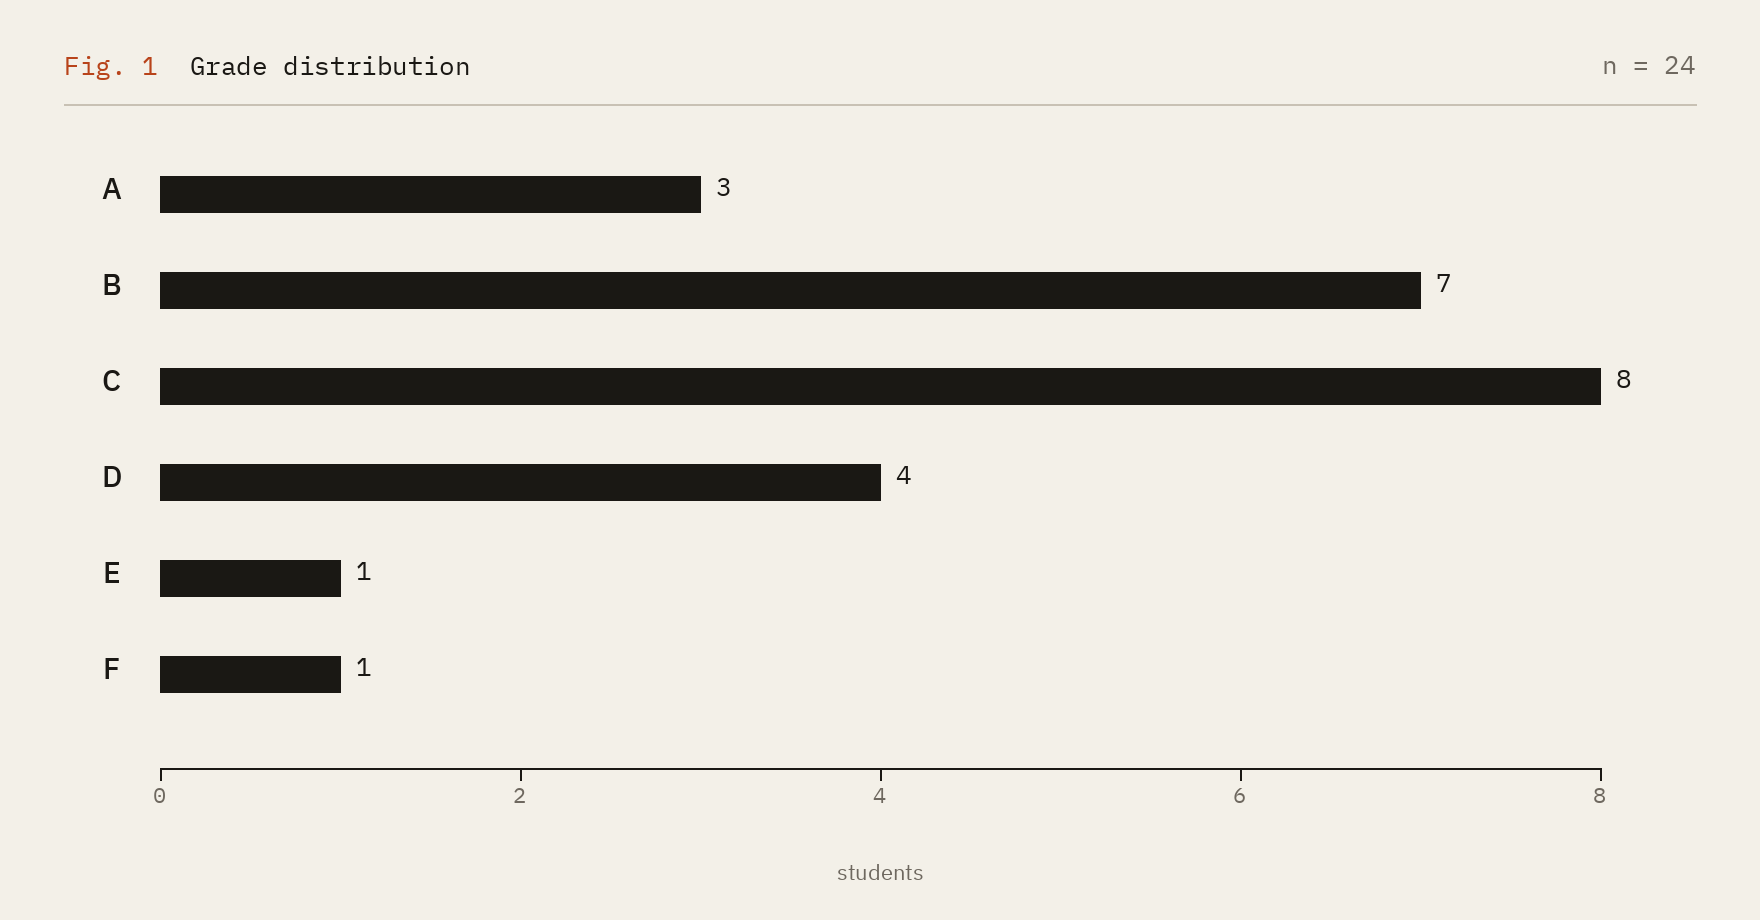 Fig. 1 Grade distribution n = 24
A 3
B 7
C 8
D 4
E 1
F 1
0 2 4 6 8
students